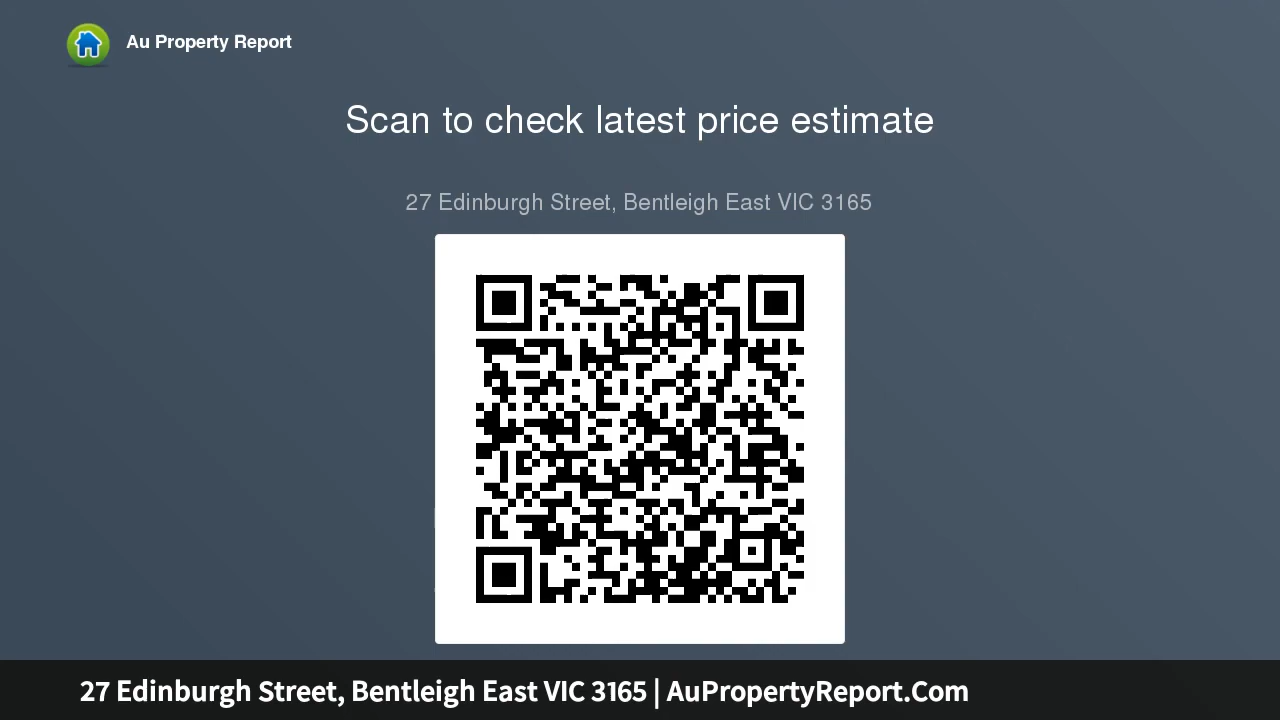 Au Property Report
Scan to check latest price estimate
27 Edinburgh Street, Bentleigh East VIC 3165
27 Edinburgh Street, Bentleigh East VIC 3165 | AuPropertyReport.Com